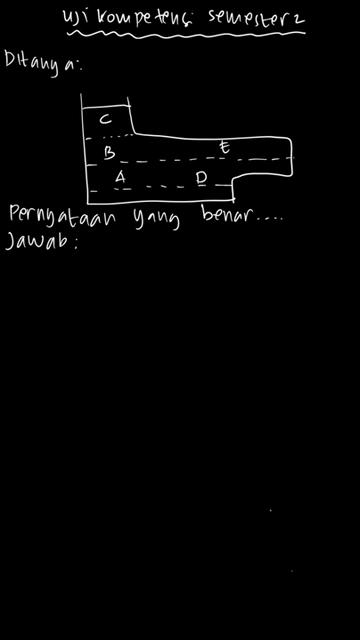 uji kompetensi semester 2
Ditanya:
C
B
E
A
D
Pernyataan yang benar....
Jawab: